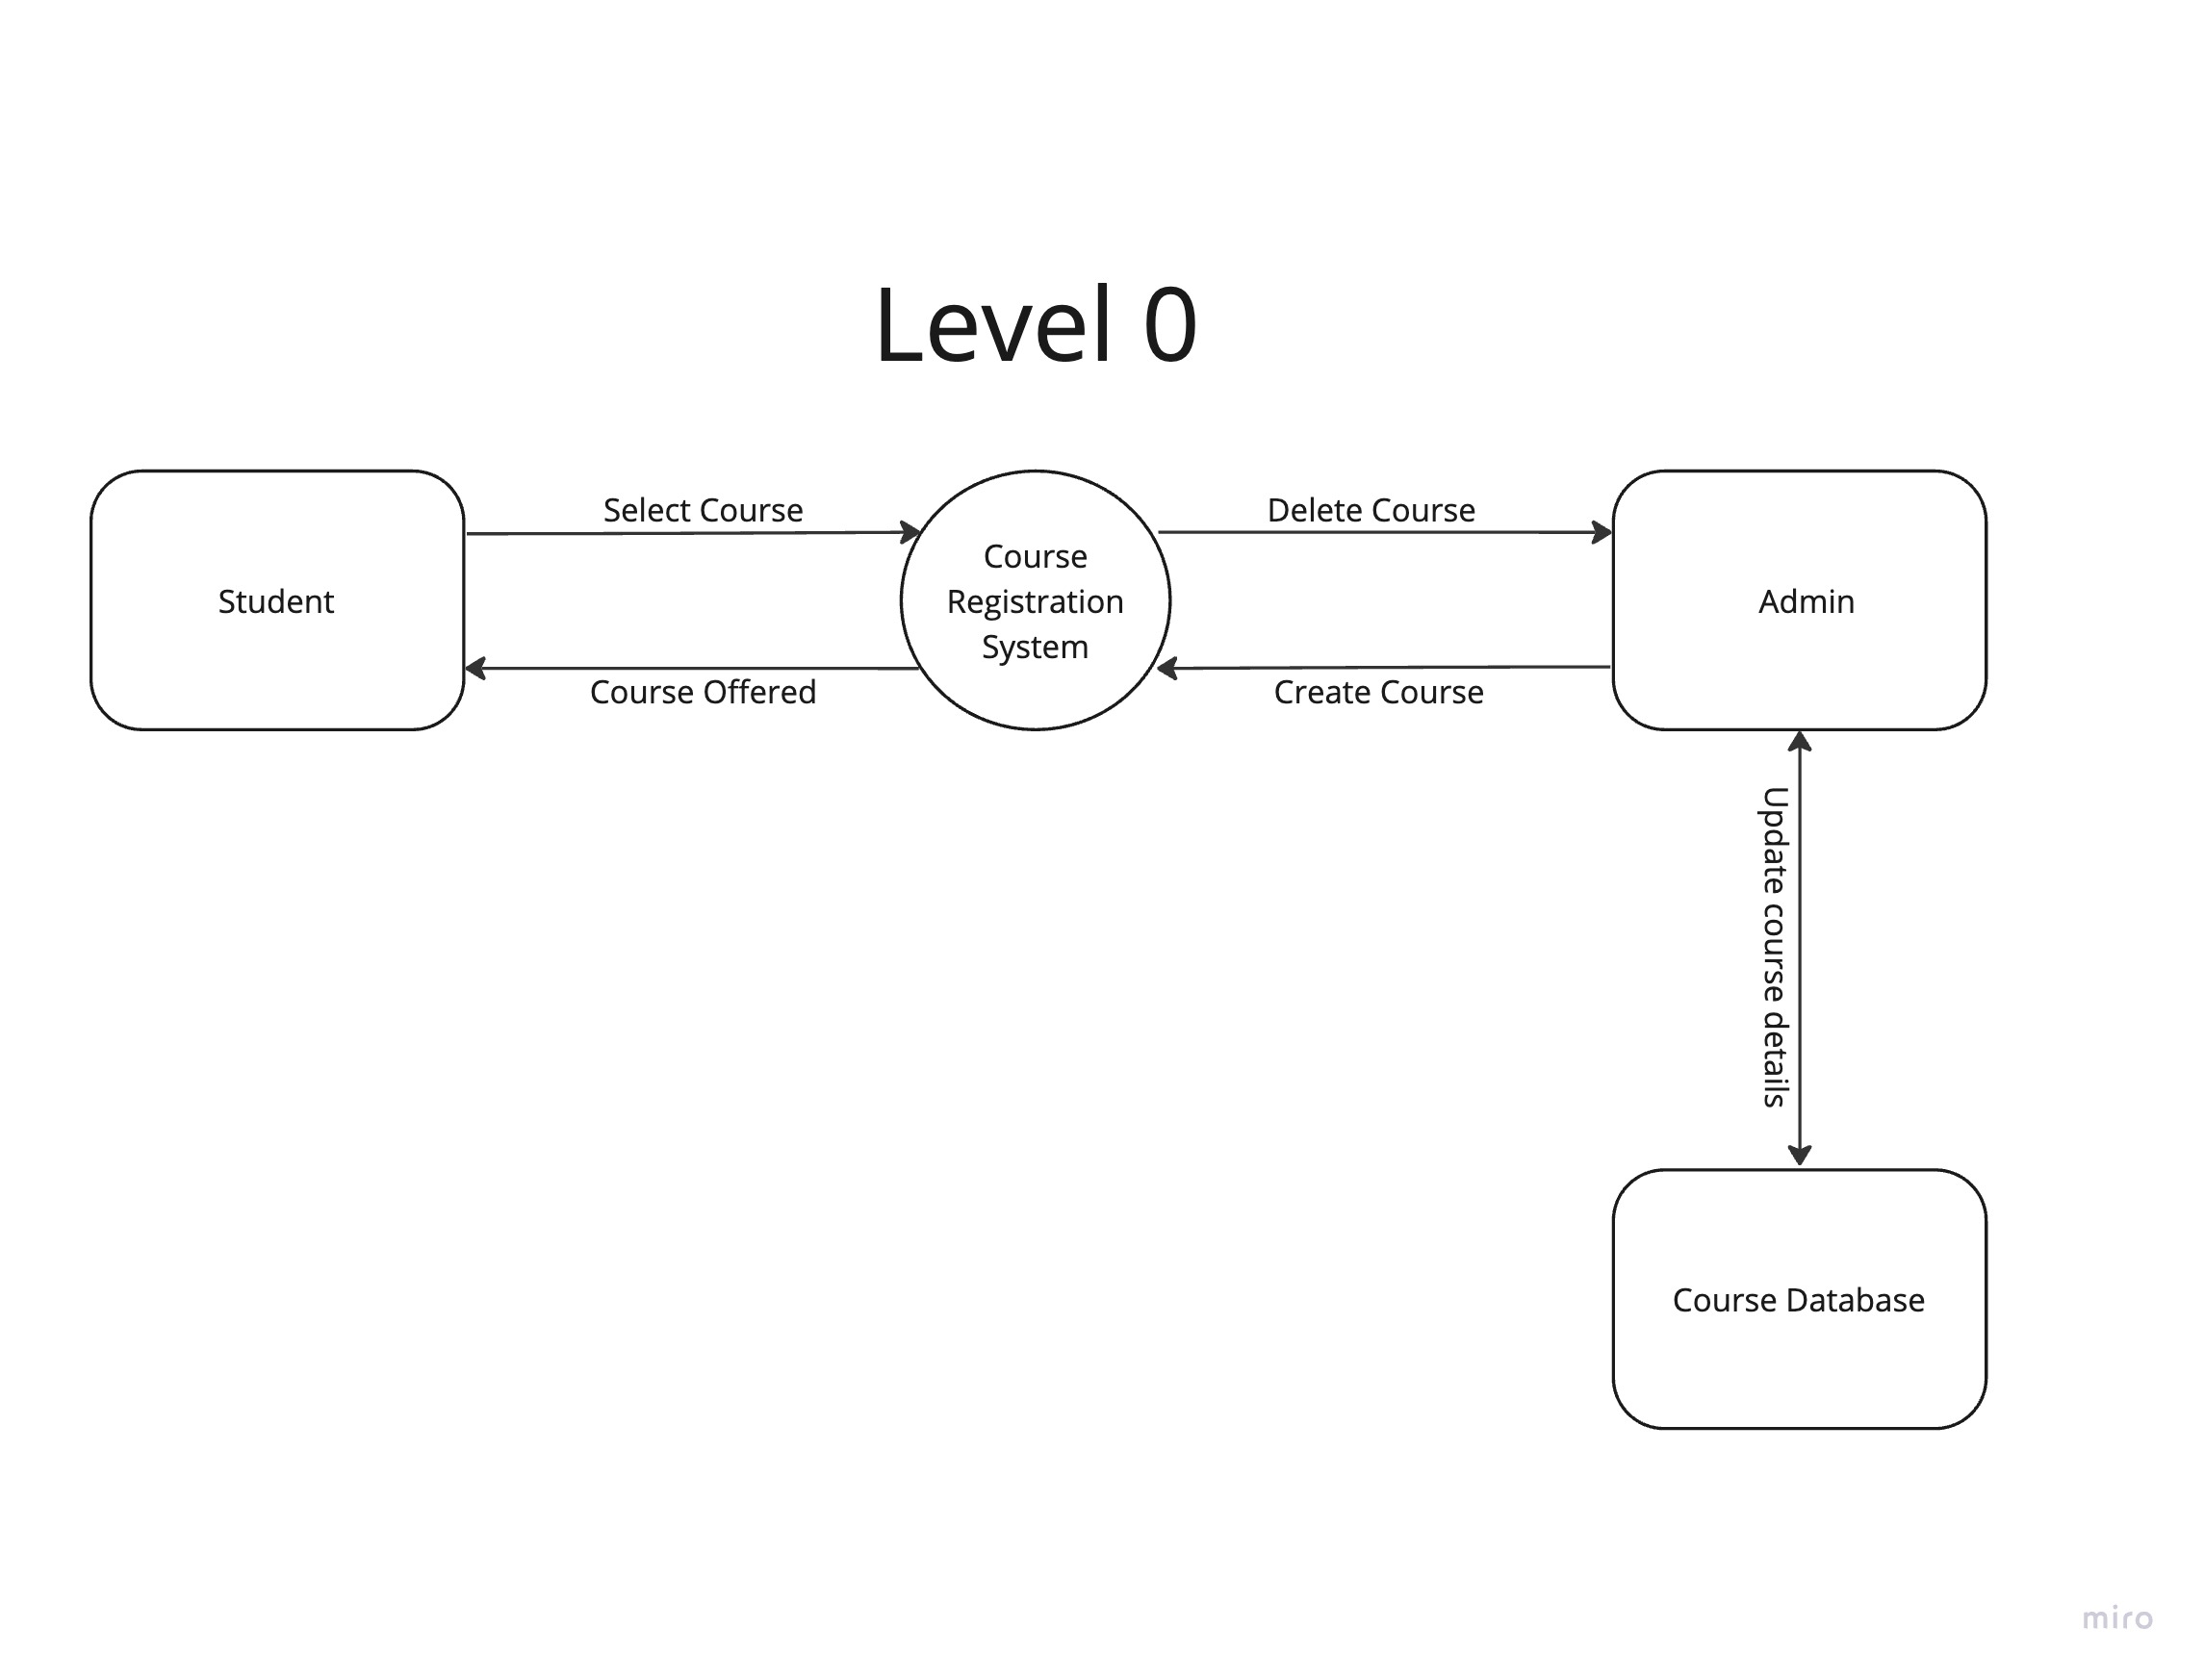 Level 0
Select Course
Delete Course
Student
Course
Registration
System
Admin
Course Offered
Create Course
Update course details
Course Database
miro